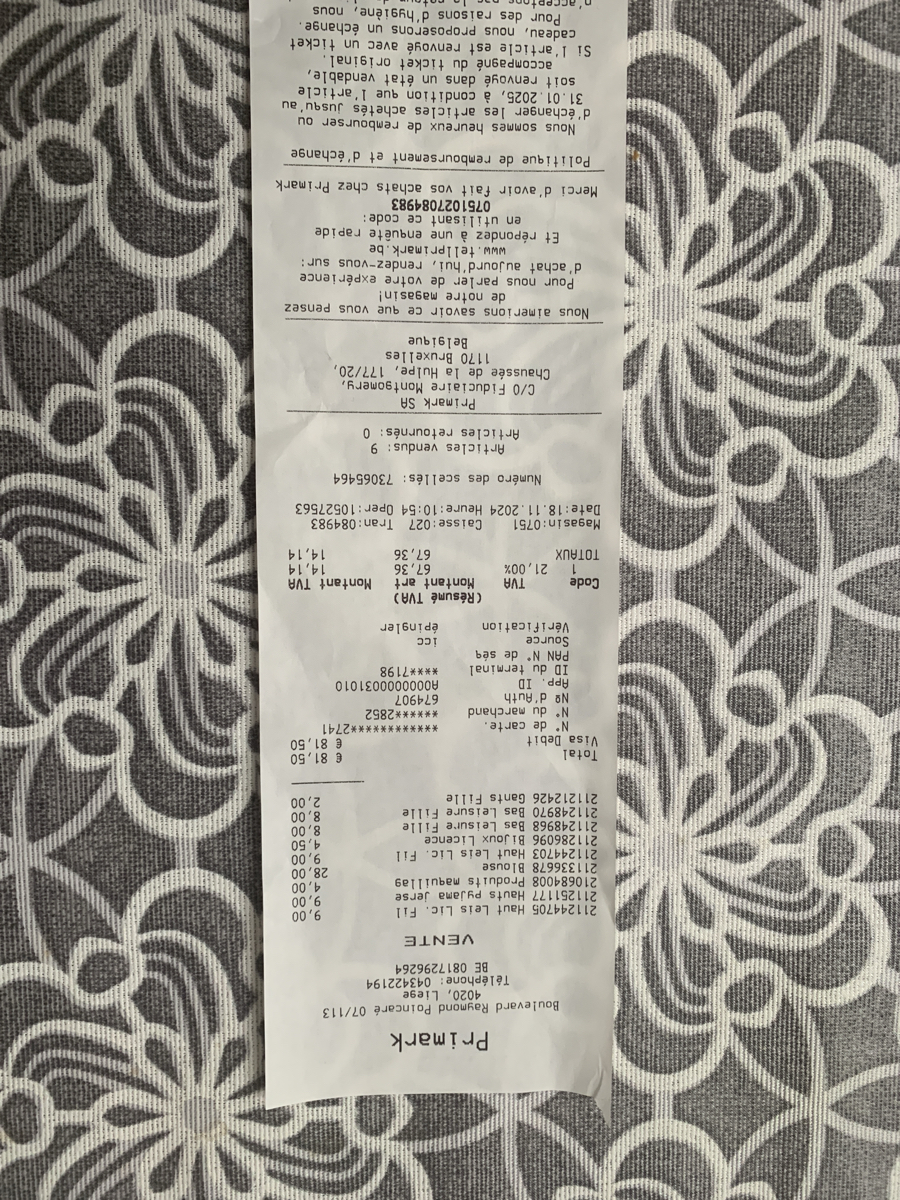 Primark
Boulevard Raymond Poincaré 07/113
4020, Liege
Téléphone: 043422194
BE 0817296264
VENTE
211244705 Haut Leis Lic. Fil 9,00
211251177 Hauts pyjama jerse 9,00
210684008 Produits maquillag 4,00
211336678 Blouse 28,00
211244703 Haut Leis Lic. Fil 9,00
211286096 Bijoux Licence 4,50
211248968 Bas Leisure Fille 8,00
211248970 Bas Leisure Fille 8,00
211212426 Gants Fille 2,00
Total € 81,50
Visa Debit € 81,50
N° de carte. ************2741
N° du marchand ******2852
Nº d'Auth 674907
App. ID A0000000031010
ID du terminal ****7198
PAN N° de séq
Source icc
Vérification épingler
(Résumé TVA)
Code TVA Montant art Montant TVA
1 21,00% 67,36 14,14
TOTAUX 67,36 14,14
Magasin:0751 Caisse:027 Tran:084983
Date:18.11.2024 Heure:10:54 Oper:10527563
Numéro des scellés: 73065464
Articles vendus: 9
Articles retournés: 0
Primark SA
C/O Fiduciaire Montgomery,
Chaussée de la Hulpe, 177/20,
1170 Bruxelles
Belgique
Nous aimerions savoir ce que vous pensez
de notre magasin!
Pour nous parler de votre expérience
d'achat aujourd'hui, rendez-vous sur:
www.tellprimark.be
Et répondez à une enquête rapide
en utilisant ce code:
0751027084983
Merci d'avoir fait vos achats chez Primark
Politique de remboursement et d'échange
Nous sommes heureux de rembourser ou
d'échanger les articles achetés jusqu'au
31.01.2025, à condition que l'article
soit renvoyé dans un état vendable,
accompagné du ticket original.
Si l'article est renvoyé avec un ticket
cadeau, nous proposerons un échange.
Pour des raisons d'hygiène, nous